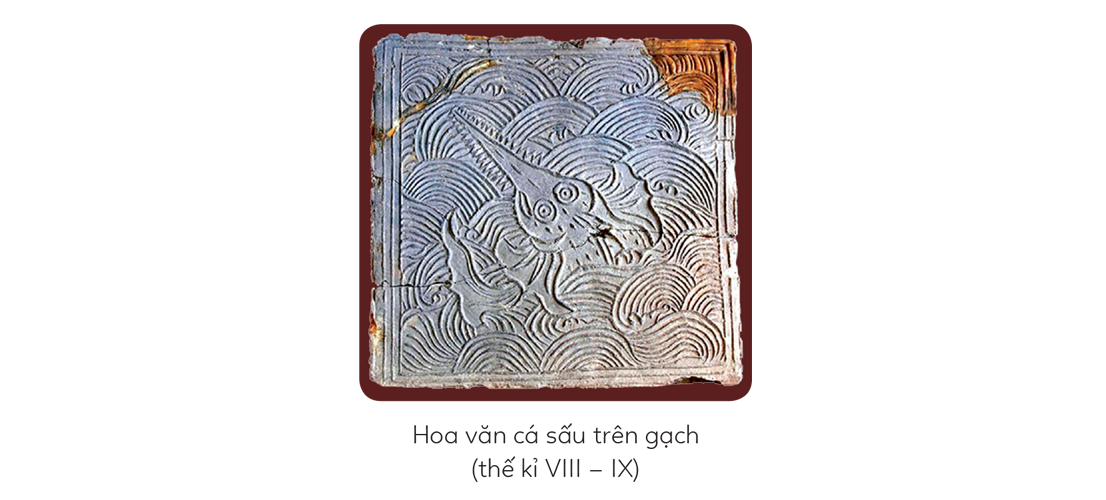 Hoa văn cá sấu trên gạch
(thế kỉ VIII – IX)